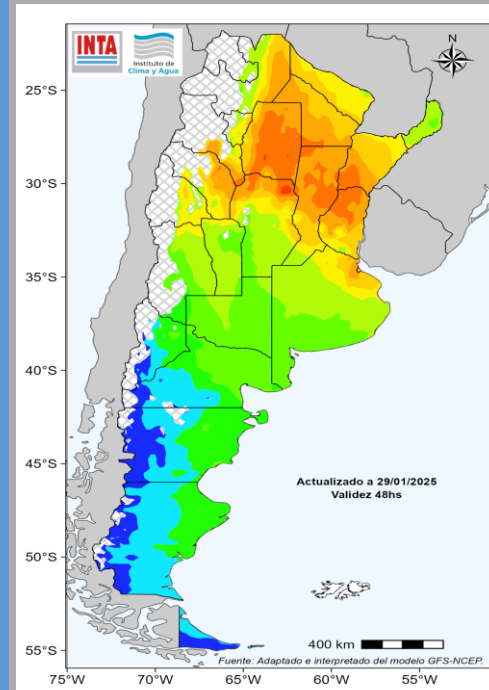 INTA
Instituto de
Clima y Agua
N
25°S
30°S
35°S
40°S
45°S
50°S
55°S
Actualizado a 29/01/2025
Validez 48hs
400 km
Fuente: Adaptado e interpretado del modelo GFS-NCEP.
75°W
70°W
65°W
60°W
55°W